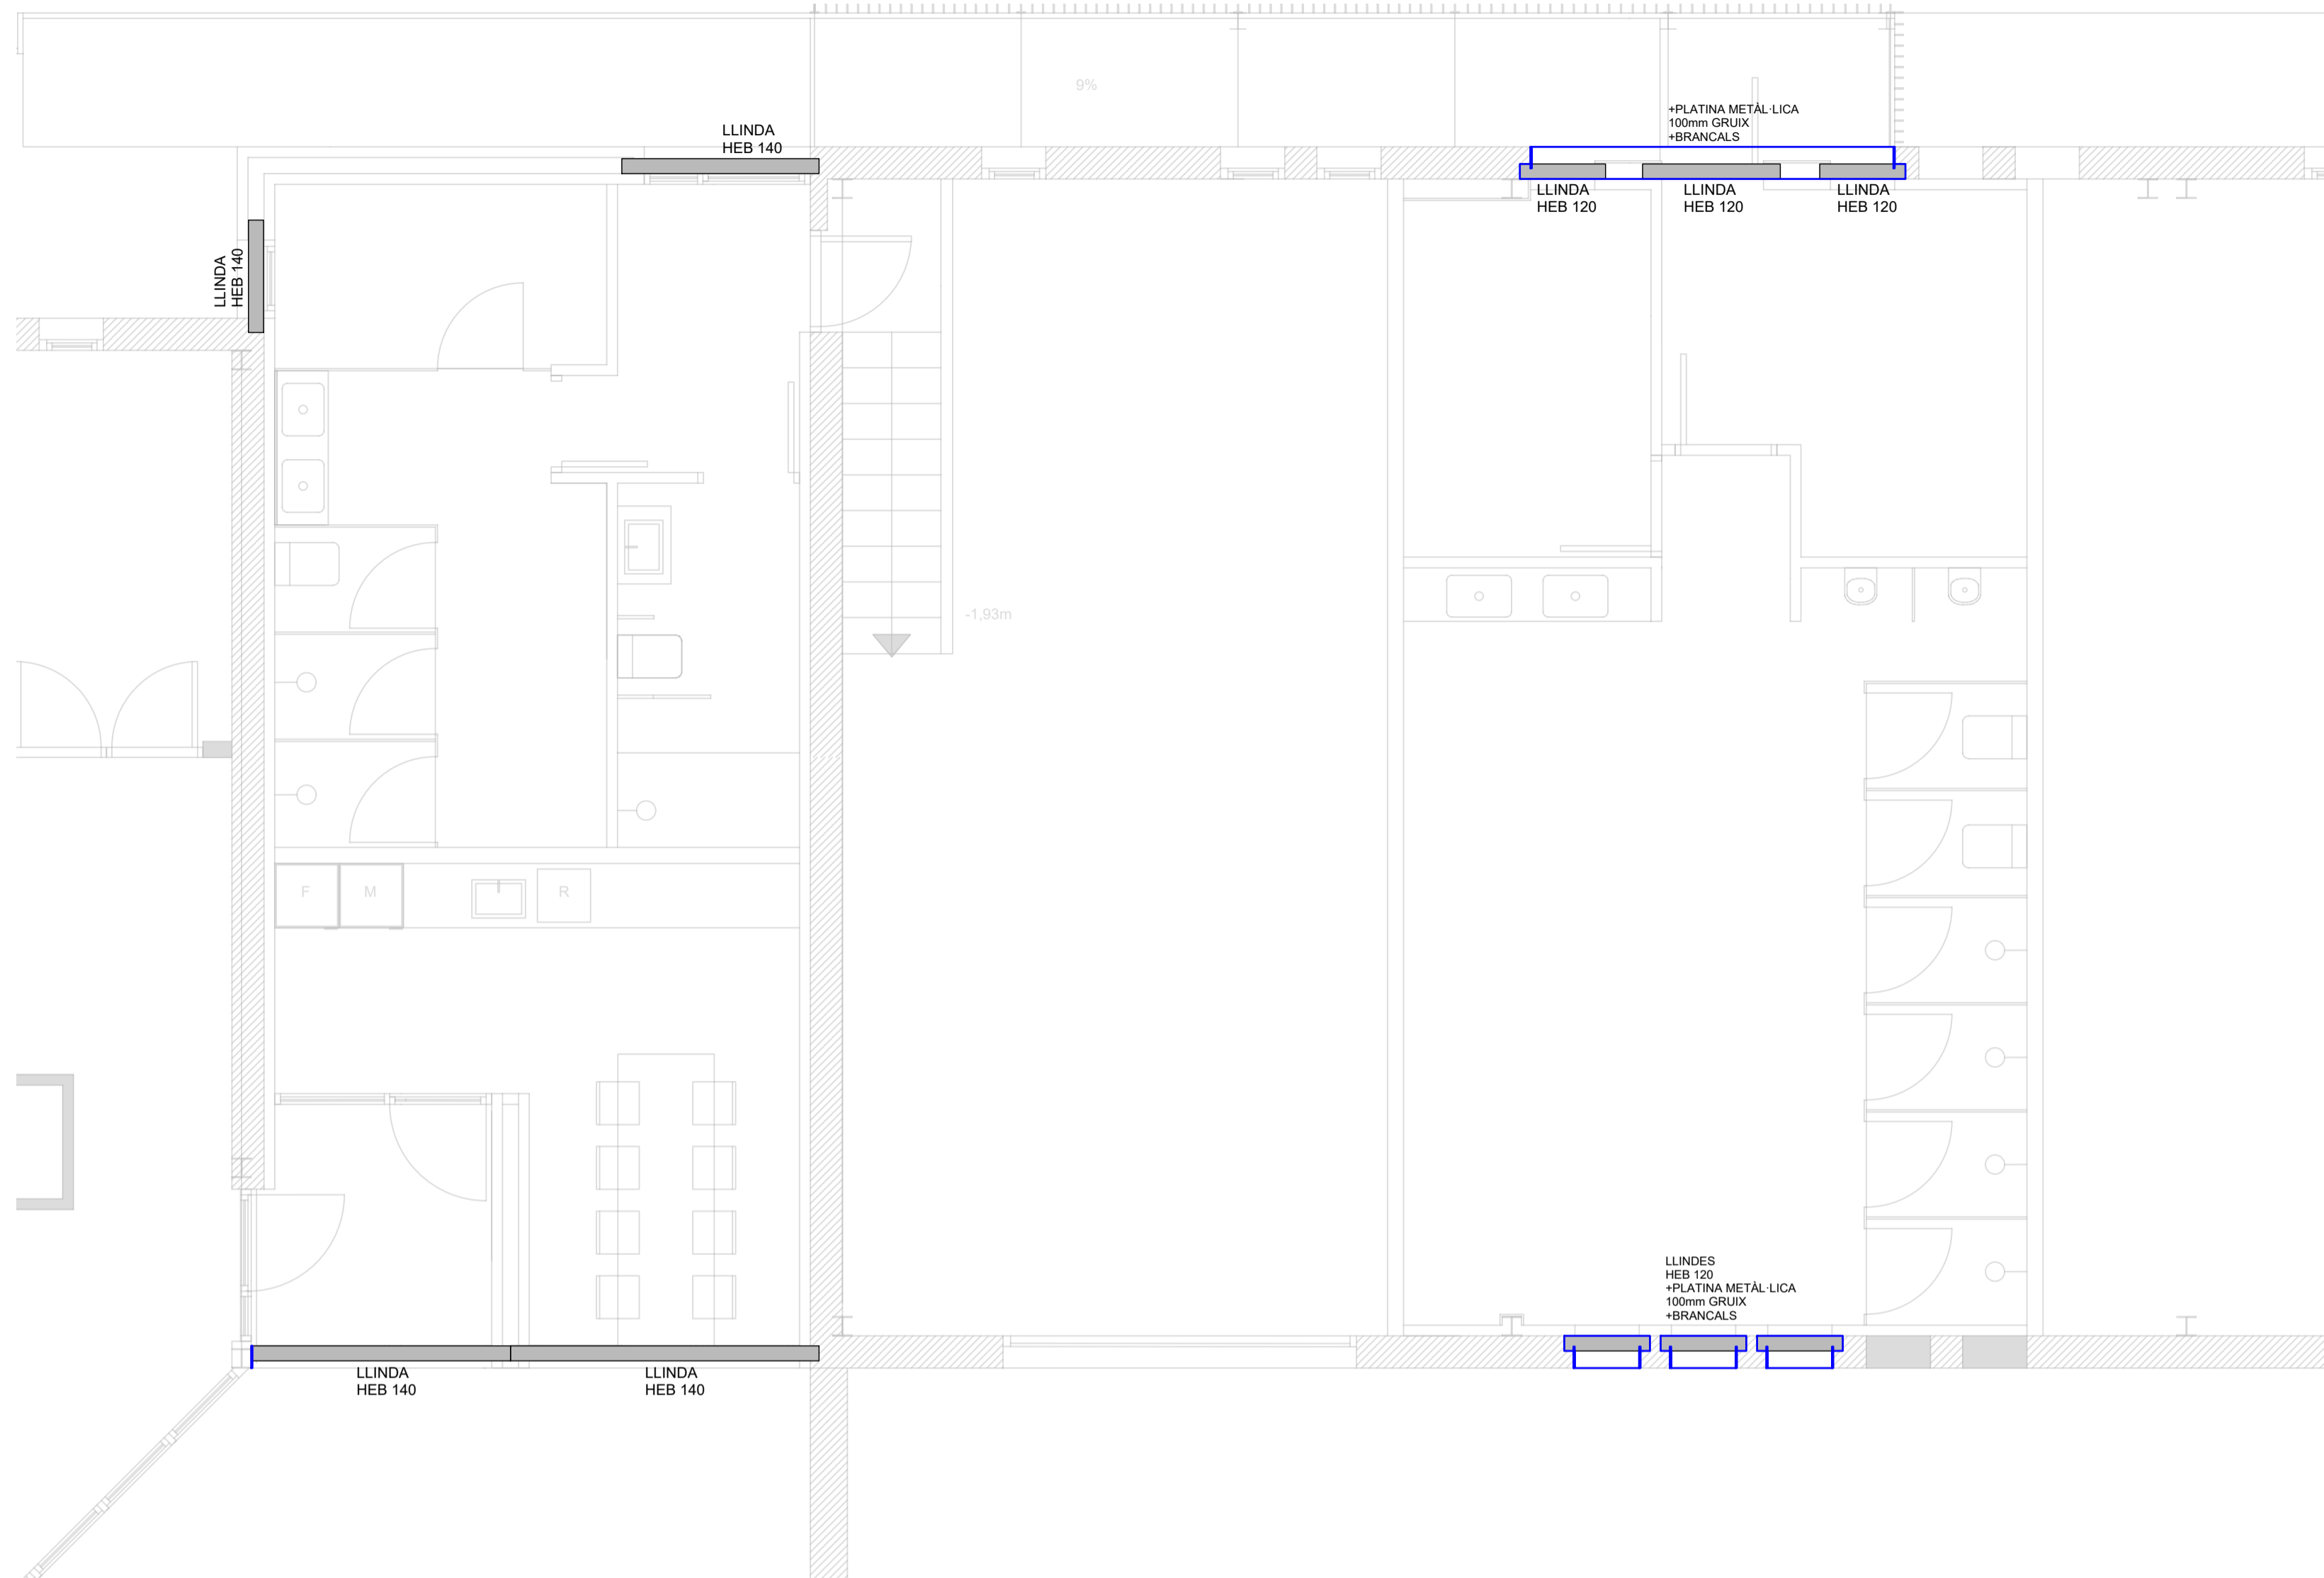 9%
+PLATINA METÀL·LICA
100mm GRUIX
+BRANCALS
LLINDA
HEB 140
LLINDA
HEB 120
LLINDA
HEB 120
LLINDA
HEB 120
LLINDA
HEB 140
-1,93m
F
M
R
LLINDES
HEB 120
+PLATINA METÀL·LICA
100mm GRUIX
+BRANCALS
LLINDA
HEB 140
LLINDA
HEB 140